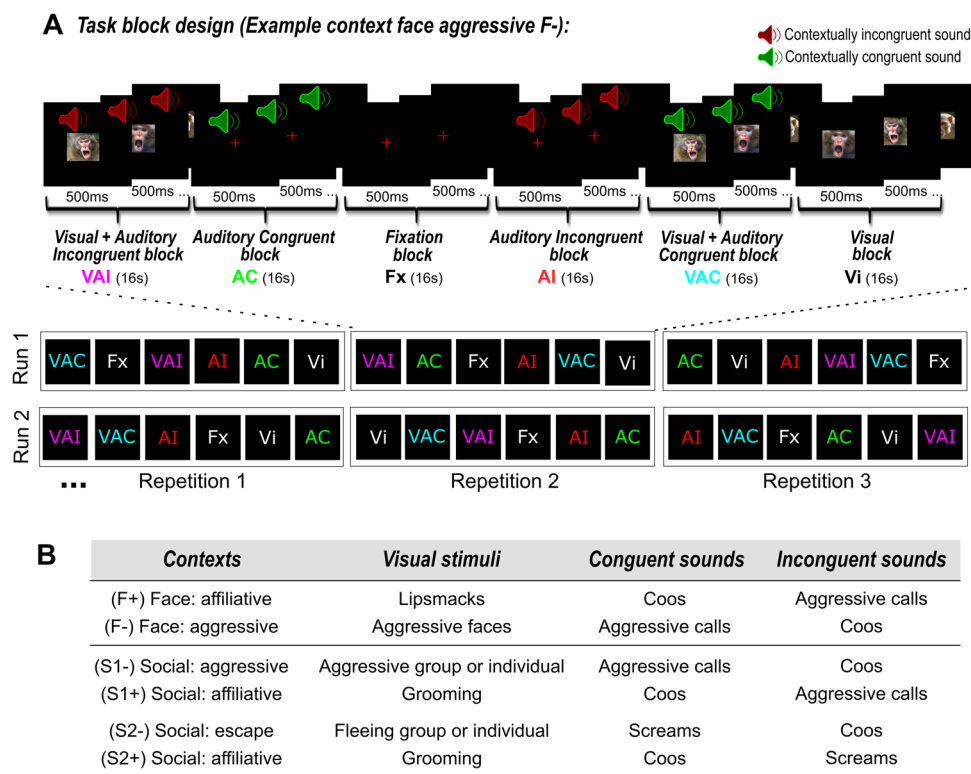 A Task block design (Example context face aggressive F-):
Contextually incongruent sound
Contextually congruent sound
500ms 500ms ... 500ms 500ms ... 500ms 500ms ... 500ms 500ms ... 500ms 500ms ... 500ms 500ms ...
Visual + Auditory Incongruent block
VAI (16s)
Auditory Congruent block
AC (16s)
Fixation block
Fx (16s)
Auditory Incongruent block
AI (16s)
Visual + Auditory Congruent block
VAC (16s)
Visual block
Vi (16s)
Run 1
VAC Fx VAI AI AC Vi VAI AC Fx AI VAC Vi AC Vi AI VAI VAC Fx
Run 2
VAI VAC AI Fx Vi AC Vi VAC VAI Fx AI AC AI VAC Fx AC Vi VAI
... Repetition 1 Repetition 2 Repetition 3
B Contexts Visual stimuli Conguent sounds Inconguent sounds
(F+) Face: affiliative Lipsmacks Coos Aggressive calls
(F-) Face: aggressive Aggressive faces Aggressive calls Coos
(S1-) Social: aggressive Aggressive group or individual Aggressive calls Coos
(S1+) Social: affiliative Grooming Coos Aggressive calls
(S2-) Social: escape Fleeing group or individual Screams Coos
(S2+) Social: affiliative Grooming Coos Screams